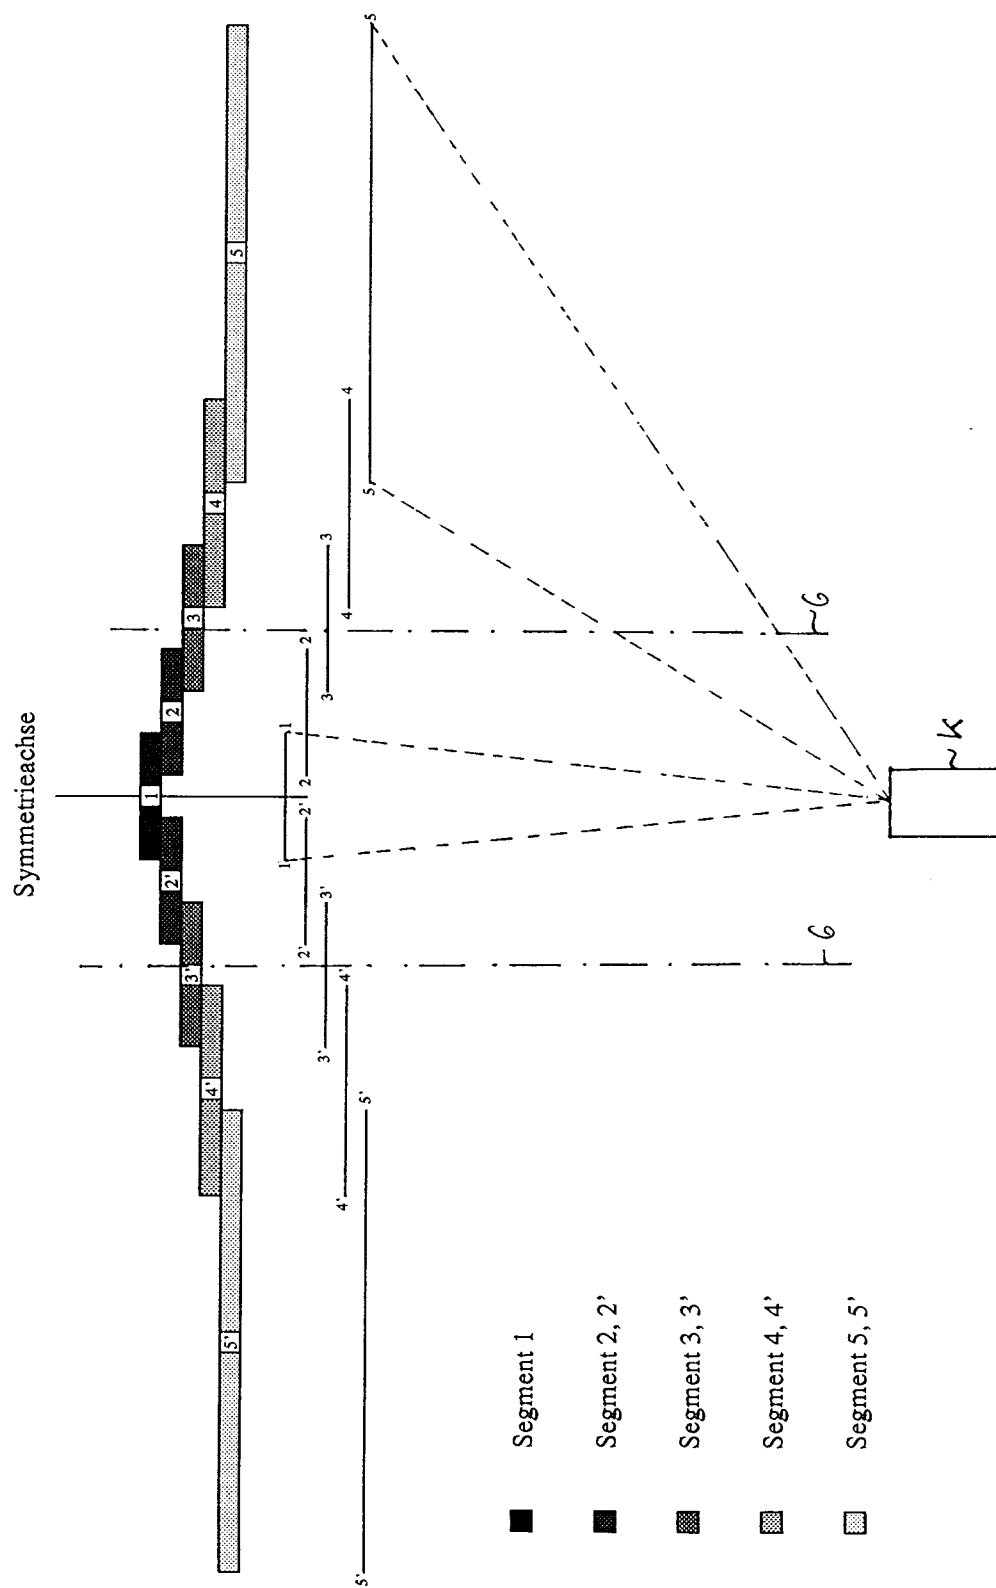 Symmetrieachse
1
2' 2
3' 3
4' 4
5' 5
1 1
2' 2' 2 2
3' 3' 3 3
4' 4' 4 4
5' 5' 5 5
G G
K
Segment 1
Segment 2, 2’
Segment 3, 3’
Segment 4, 4’
Segment 5, 5’